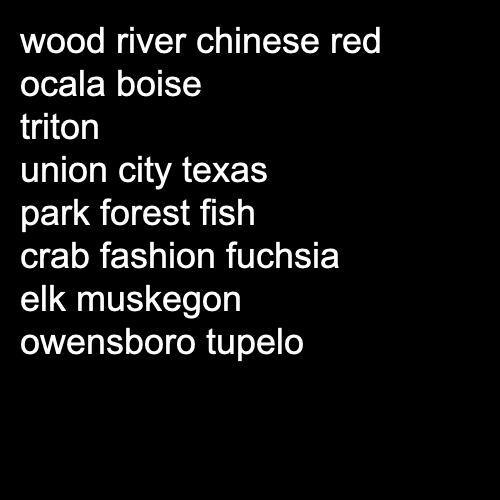 wood river chinese red
ocala boise
triton
union city texas
park forest fish
crab fashion fuchsia
elk muskegon
owensboro tupelo